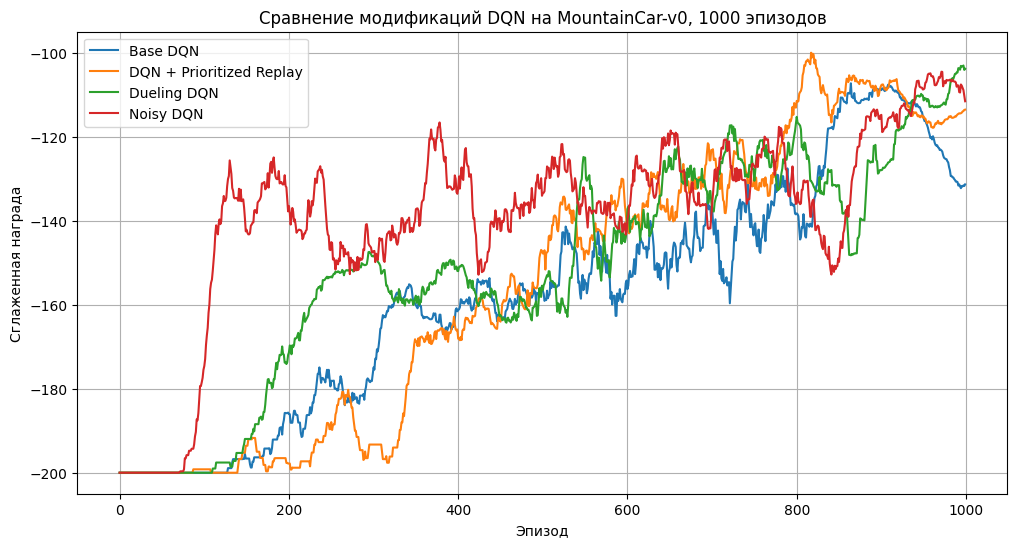 Сравнение модификаций DQN на MountainCar-v0, 1000 эпизодов
Base DQN
DQN + Prioritized Replay
Dueling DQN
Noisy DQN
Сглаженная награда
−100
−120
−140
−160
−180
−200
0
200
400
600
800
1000
Эпизод